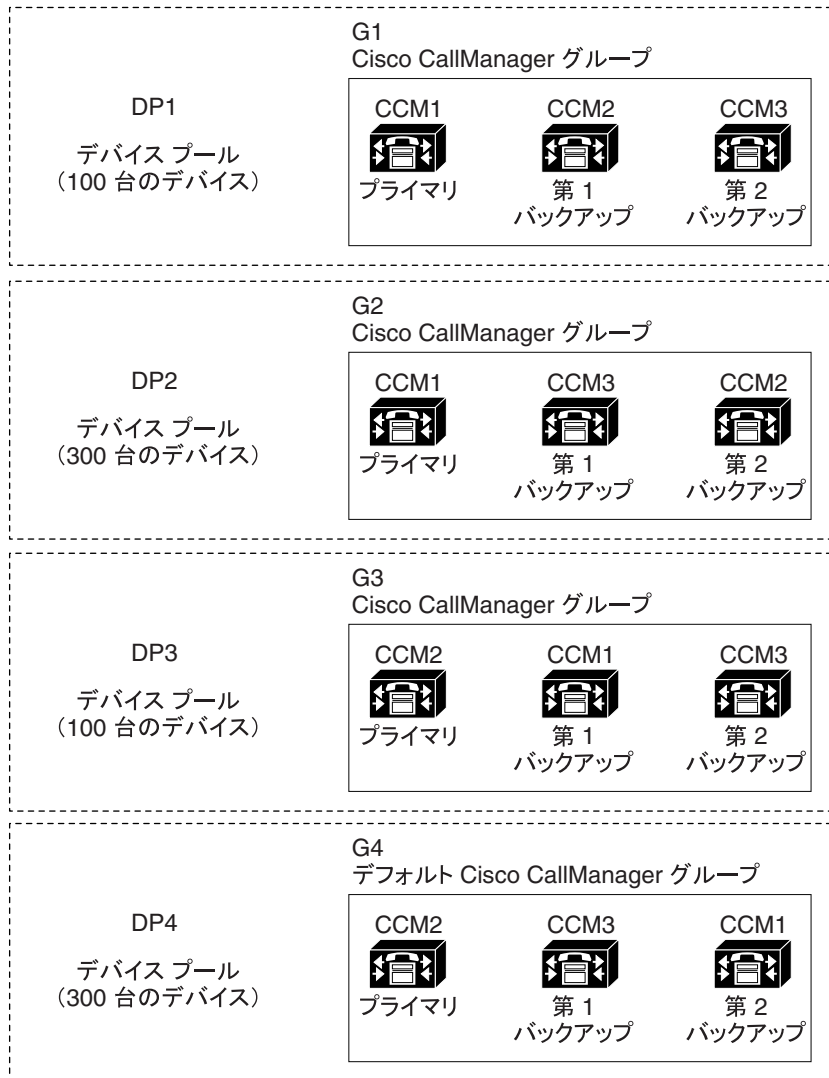 G1
Cisco CallManager グループ
DP1
デバイス プール
（100 台のデバイス）
CCM1 CCM2 CCM3
プライマリ 第 1 第 2
バックアップ バックアップ
G2
Cisco CallManager グループ
DP2
デバイス プール
（300 台のデバイス）
CCM1 CCM3 CCM2
プライマリ 第 1 第 2
バックアップ バックアップ
G3
Cisco CallManager グループ
DP3
デバイス プール
（100 台のデバイス）
CCM2 CCM1 CCM3
プライマリ 第 1 第 2
バックアップ バックアップ
G4
デフォルト Cisco CallManager グループ
DP4
デバイス プール
（300 台のデバイス）
CCM2 CCM3 CCM1
プライマリ 第 1 第 2
バックアップ バックアップ